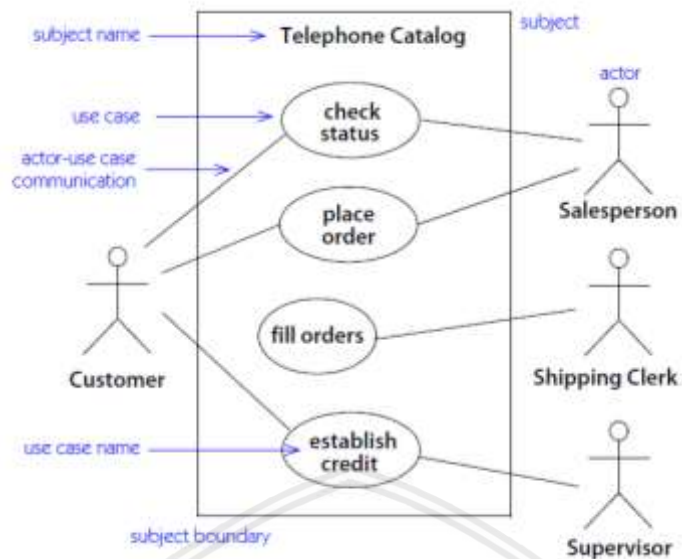 subject name
Telephone Catalog
subject
actor
use case
check
status
actor-use case
communication
place
order
Salesperson
fill orders
Customer
Shipping Clerk
use case name
establish
credit
subject boundary
Supervisor